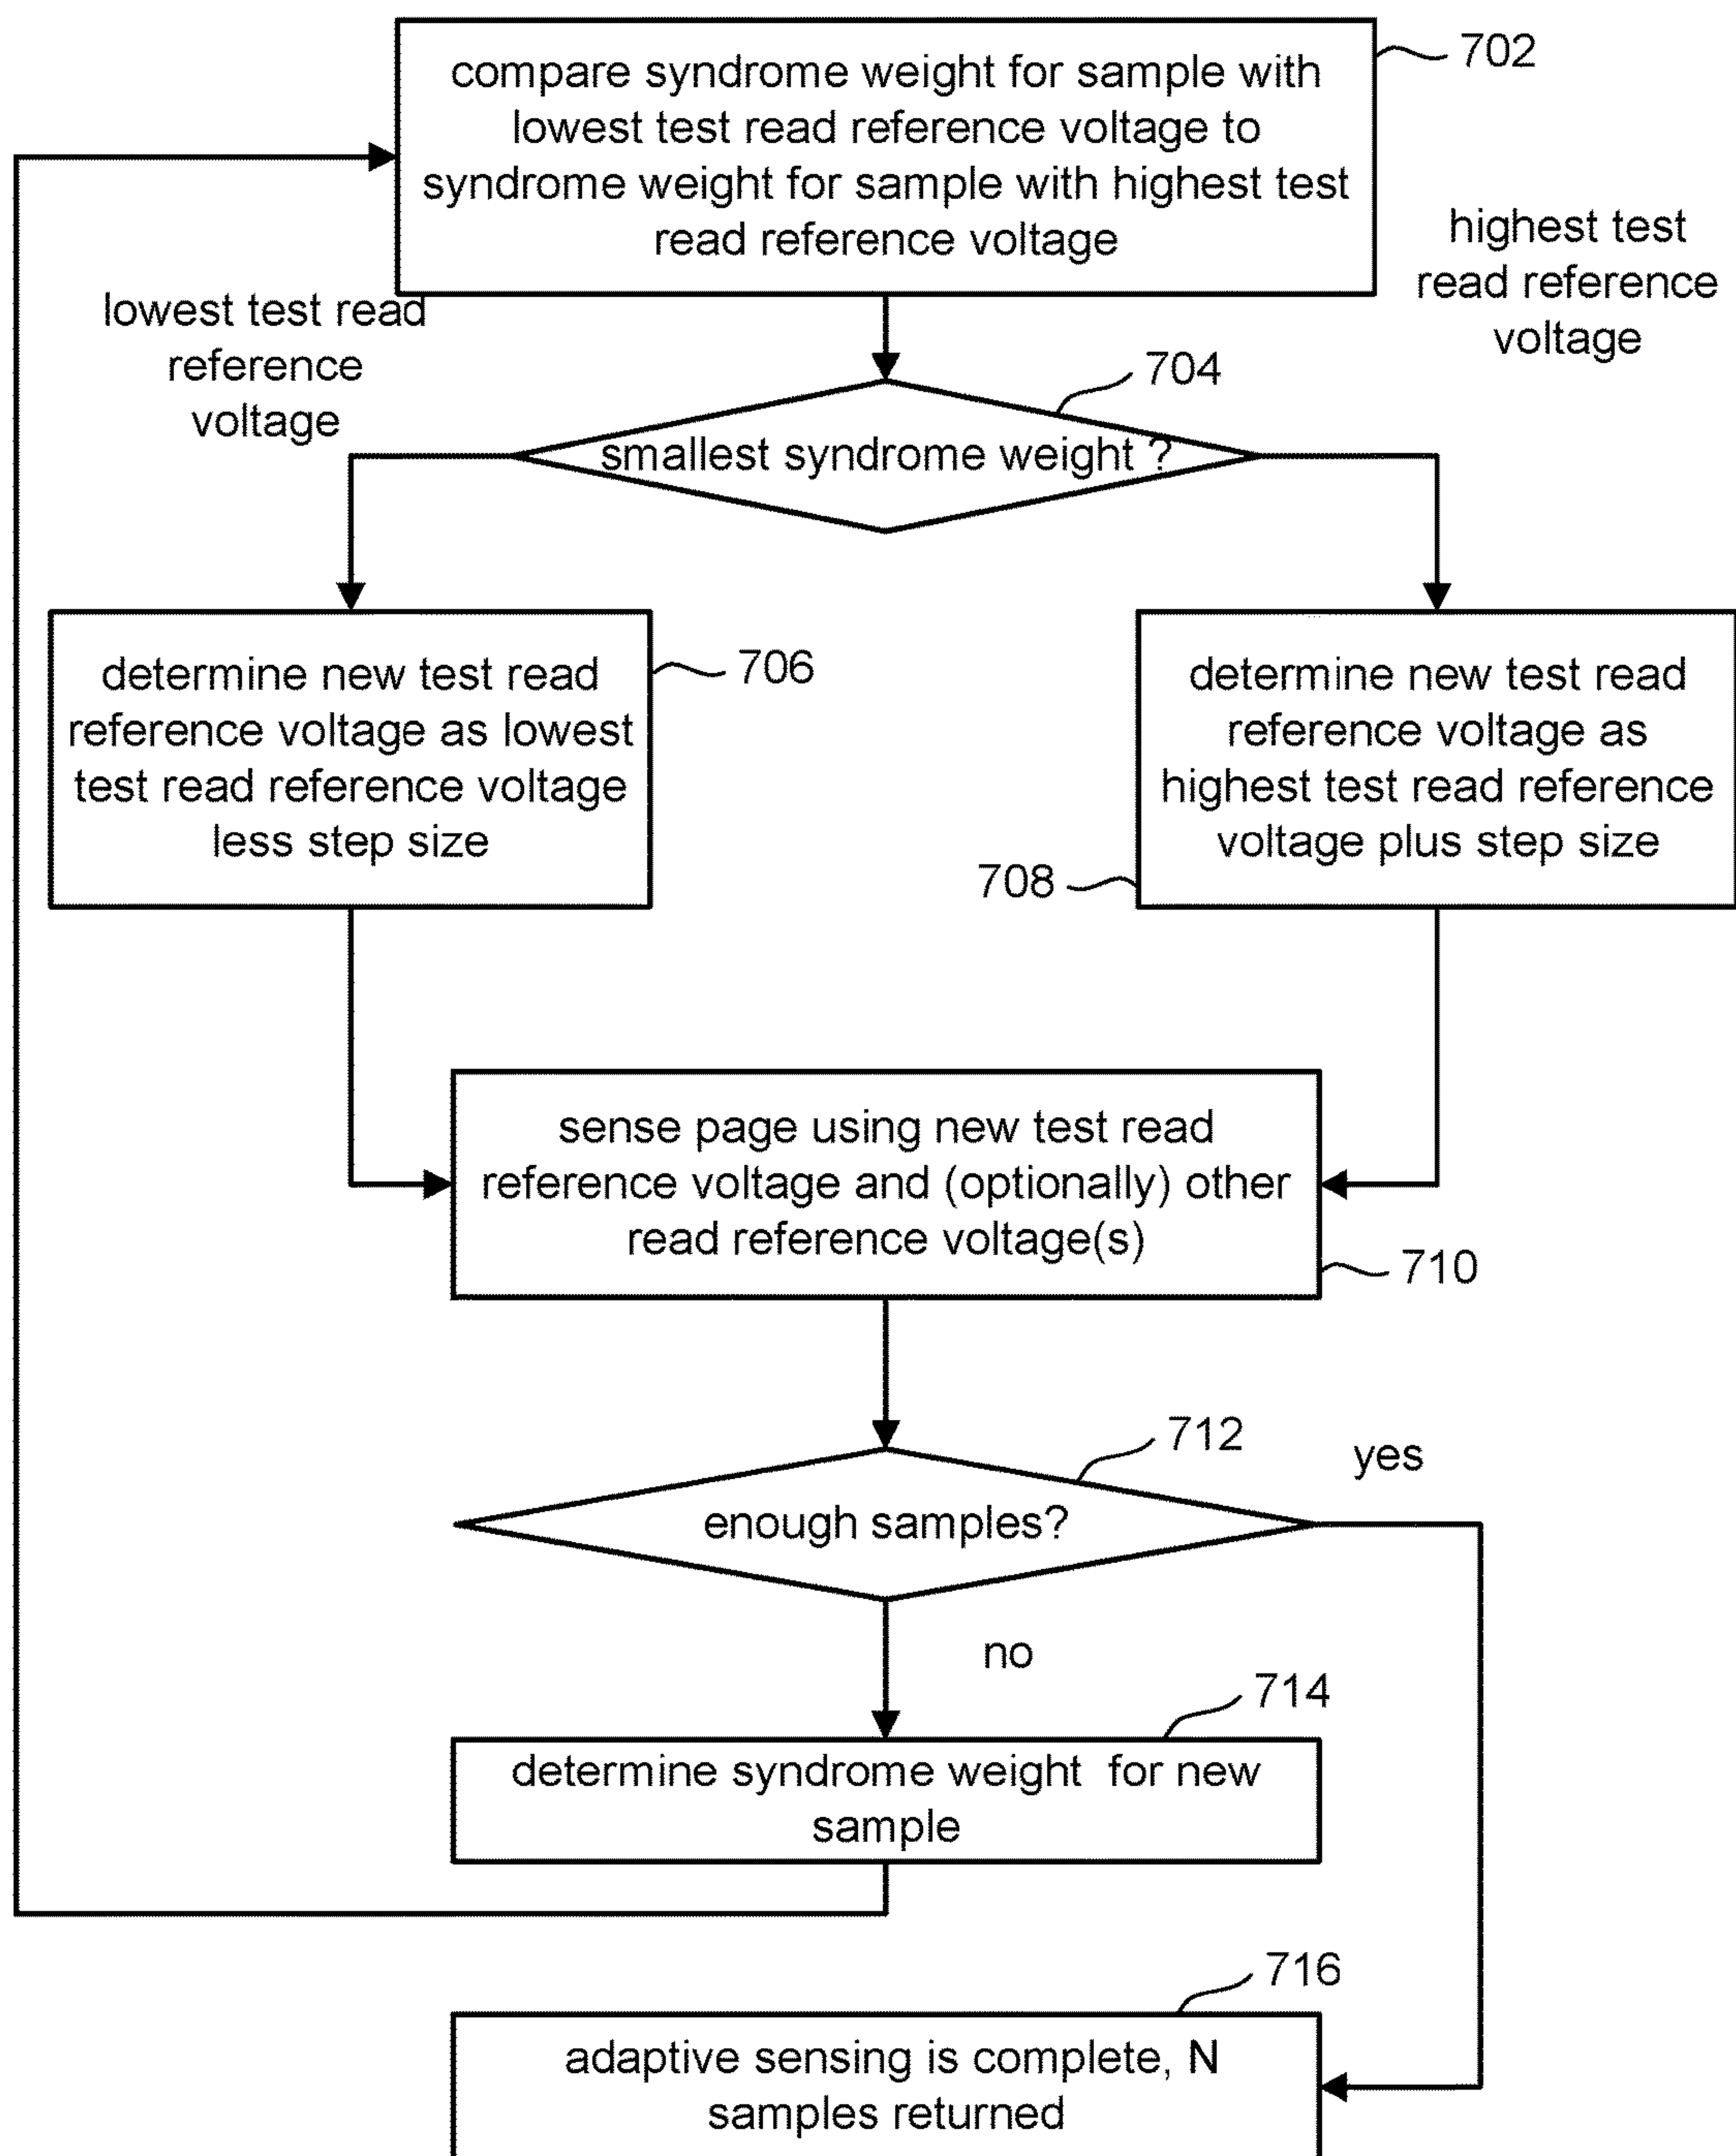 compare syndrome weight for sample with
lowest test read reference voltage to
syndrome weight for sample with highest test
read reference voltage
702
highest test
read reference
voltage
lowest test read
reference
voltage
704
smallest syndrome weight ?
determine new test read
reference voltage as lowest
test read reference voltage
less step size
706
determine new test read
reference voltage as
highest test read reference
voltage plus step size
708
sense page using new test read
reference voltage and (optionally) other
read reference voltage(s)
710
712
yes
enough samples?
no
714
determine syndrome weight for new
sample
716
adaptive sensing is complete, N
samples returned